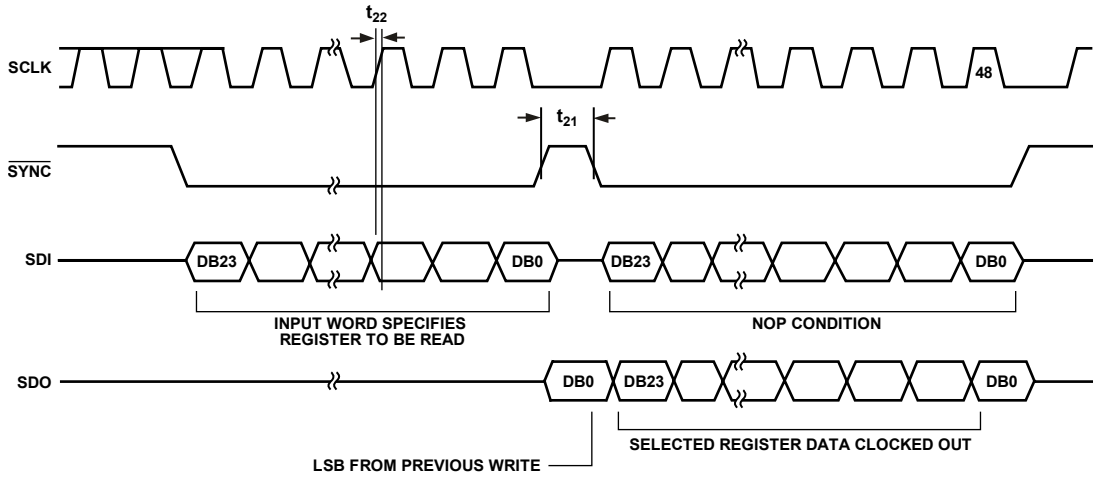 t22
SCLK
48
t21
SYNC
SDI
DB23
DB0
DB23
DB0
INPUT WORD SPECIFIES
REGISTER TO BE READ
NOP CONDITION
SDO
DB0
DB23
DB0
SELECTED REGISTER DATA CLOCKED OUT
LSB FROM PREVIOUS WRITE